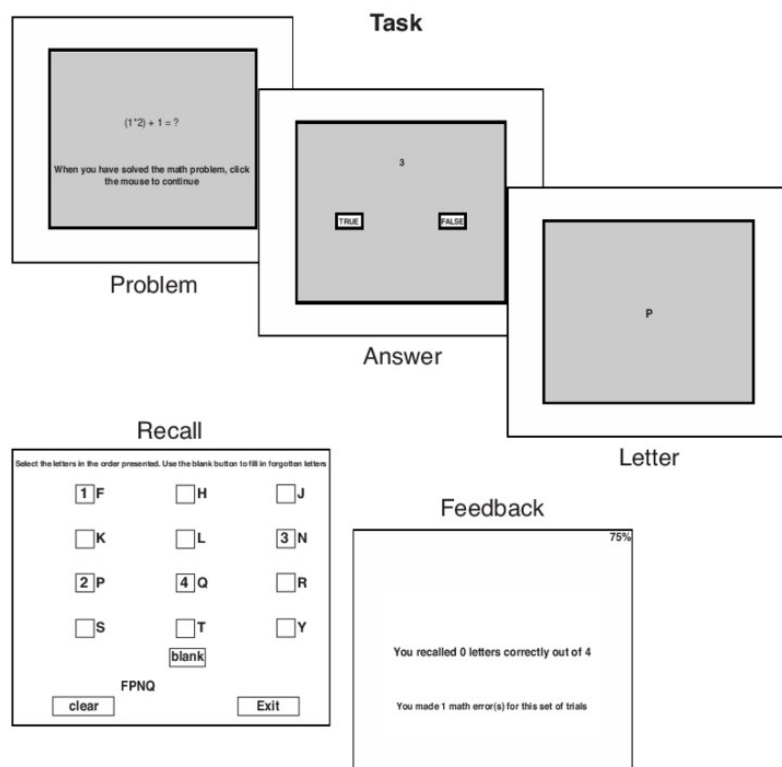 Task
(1*2) + 1 = ?
When you have solved the math problem, click
the mouse to continue
Problem
3
TRUE
FALSE
Answer
P
Letter
Recall
Select the letters in the order presented. Use the blank button to fill in forgotten letters
1 F
H
J
K
L
3 N
2 P
4 Q
R
S
T
Y
blank
FPNQ
clear
Exit
Feedback
75%
You recalled 0 letters correctly out of 4
You made 1 math error(s) for this set of trials